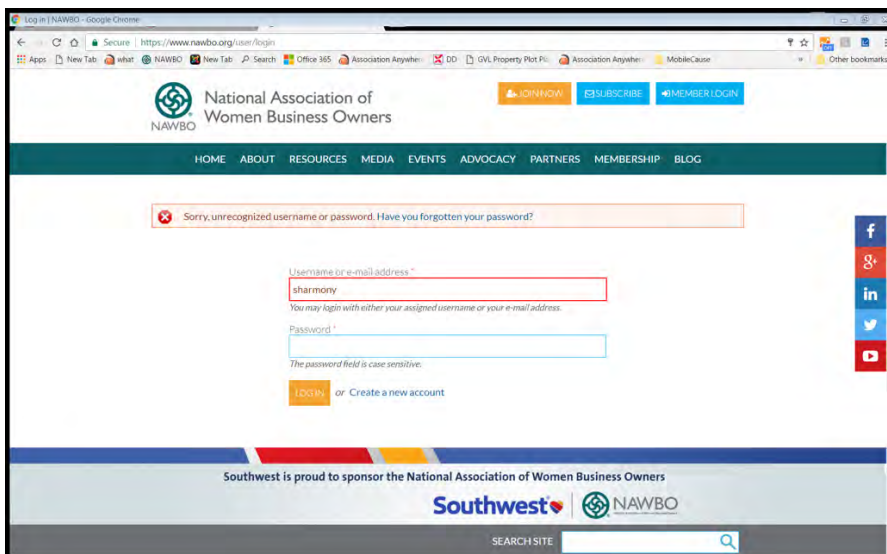 Log in | NAWBO - Google Chrome
Secure | https://www.nawbo.org/user/login
Apps New Tab what NAWBO New Tab Search Office 365 Association Anywher DD GVL Property Plot Pl Association Anywher MobileCause » Other bookmarks
National Association of
Women Business Owners
NAWBO
JOIN NOW SUBSCRIBE MEMBER LOGIN
HOME ABOUT RESOURCES MEDIA EVENTS ADVOCACY PARTNERS MEMBERSHIP BLOG
Sorry, unrecognized username or password. Have you forgotten your password?
Username or e-mail address *
sharmony
You may login with either your assigned username or your e-mail address.
Password *
The password field is case sensitive.
LOG IN or Create a new account
f
g+
in
Southwest is proud to sponsor the National Association of Women Business Owners
Southwest NAWBO
SEARCH SITE